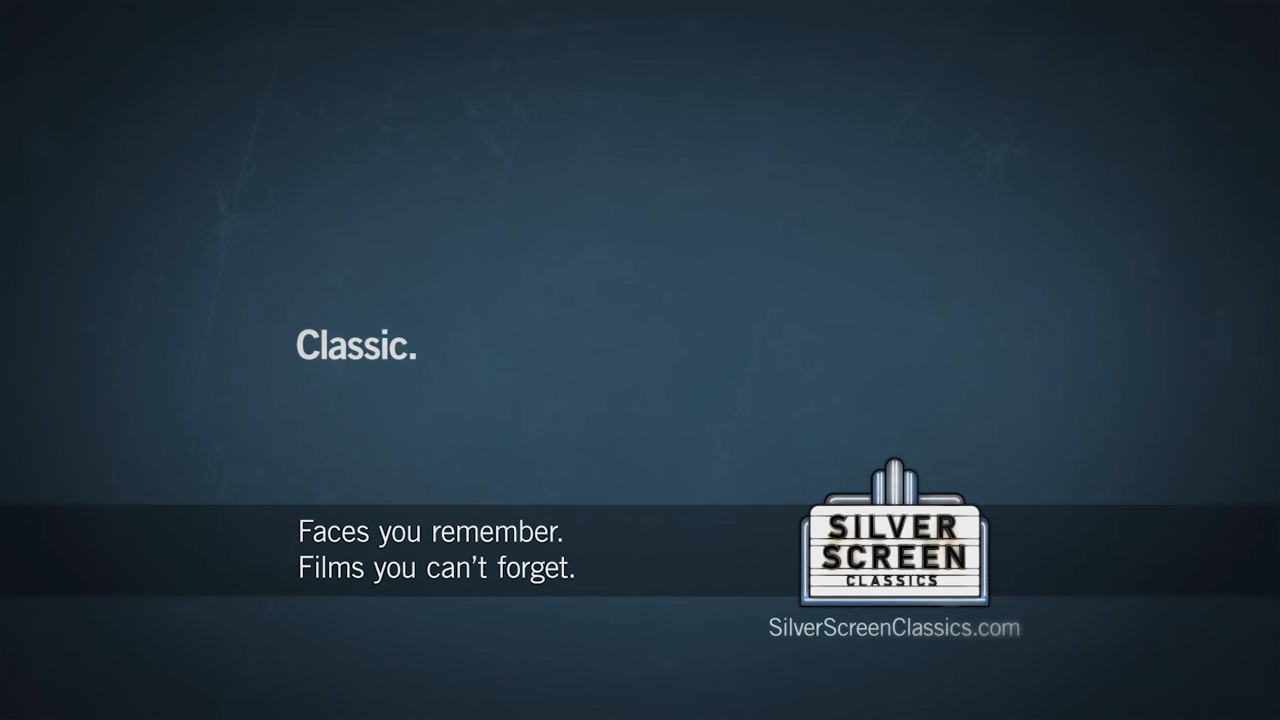 Classic.
Faces you remember.
Films you can't forget.
SILVER
SCREEN
CLASSICS
SilverScreenClassics.com